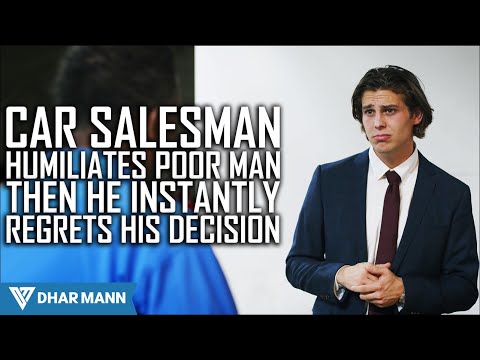 CAR SALESMAN
HUMILIATES POOR MAN
THEN HE INSTANTLY
REGRETS HIS DECISION
DHAR MANN